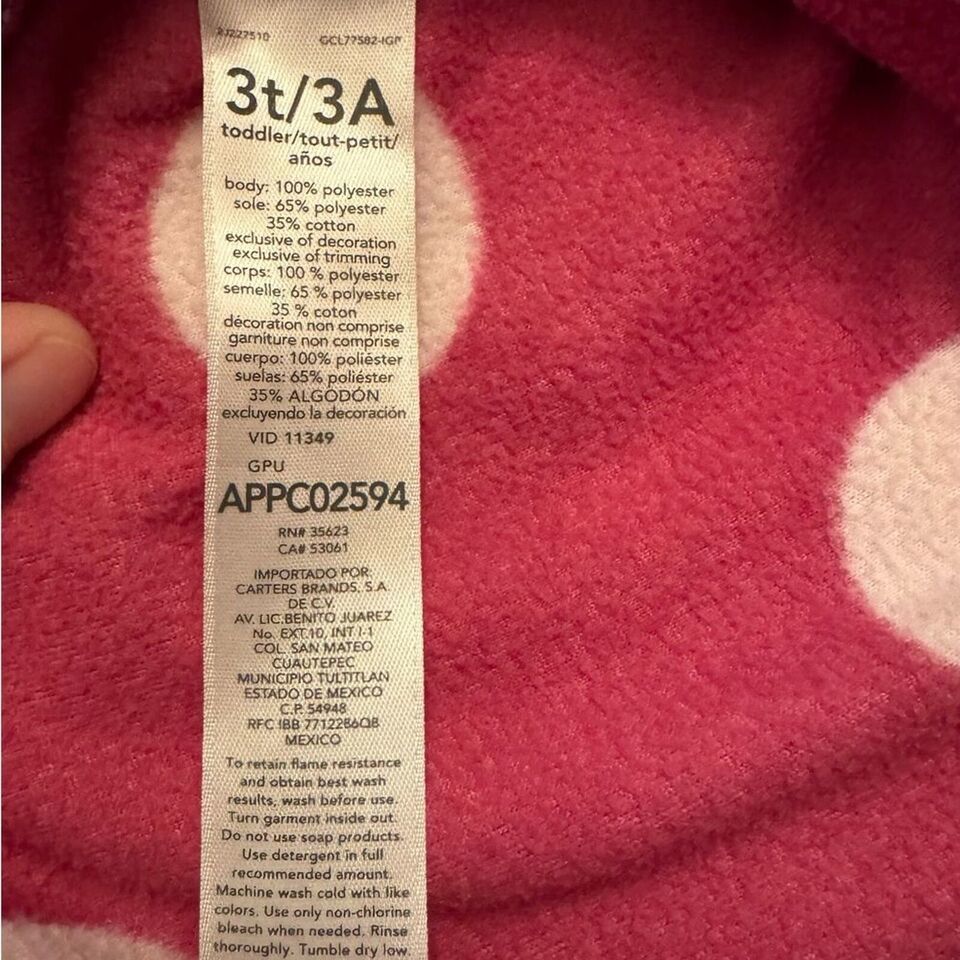 2J227510 GCL77582-IGP
3t/3A
toddler/tout-petit/
años
body: 100% polyester
sole: 65% polyester
35% cotton
exclusive of decoration
exclusive of trimming
corps: 100 % polyester
semelle: 65 % polyester
35 % coton
décoration non comprise
garniture non comprise
cuerpo: 100% poliéster
suelas: 65% poliéster
35% ALGODÓN
excluyendo la decoración
VID 11349
GPU
APPC02594
RN# 35623
CA# 53061
IMPORTADO POR:
CARTERS BRANDS, S.A.
DE C.V.
AV. LIC.BENITO JUAREZ
No. EXT.10, INT.I-1
COL. SAN MATEO
CUAUTEPEC
MUNICIPIO TULTITLAN
ESTADO DE MEXICO
C.P. 54948
RFC IBB 7712286Q8
MEXICO
To retain flame resistance
and obtain best wash
results, wash before use.
Turn garment inside out.
Do not use soap products.
Use detergent in full
recommended amount.
Machine wash cold with like
colors. Use only non-chlorine
bleach when needed. Rinse
thoroughly. Tumble dry low.